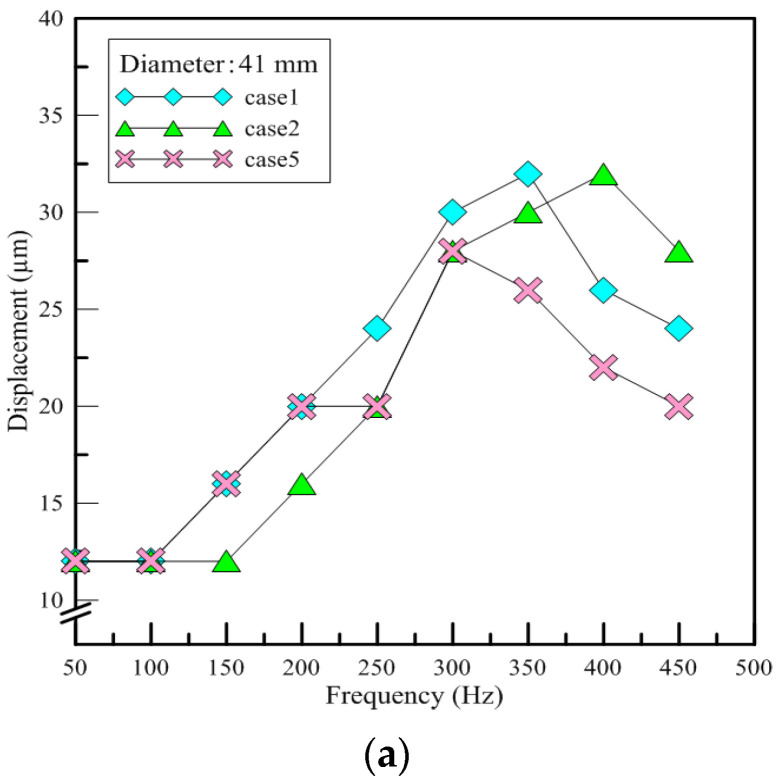 40
35
30
25
20
15
10
Displacement (μm)
Diameter: 41 mm
case1
case2
case5
50 100 150 200 250 300 350 400 450 500
Frequency (Hz)
(a)